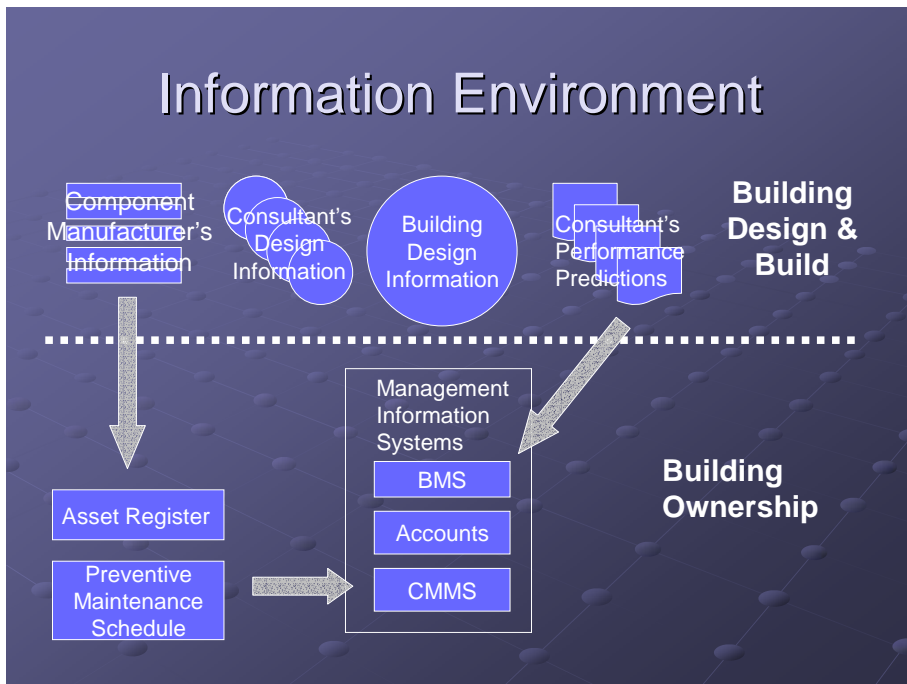 Information Environment
Component
Manufacturer's
Information
Consultant's
Design
Information
Building
Design
Information
Consultant's
Performance
Predictions
Building
Design &
Build
Management
Information
Systems
BMS
Accounts
CMMS
Asset Register
Preventive
Maintenance
Schedule
Building
Ownership